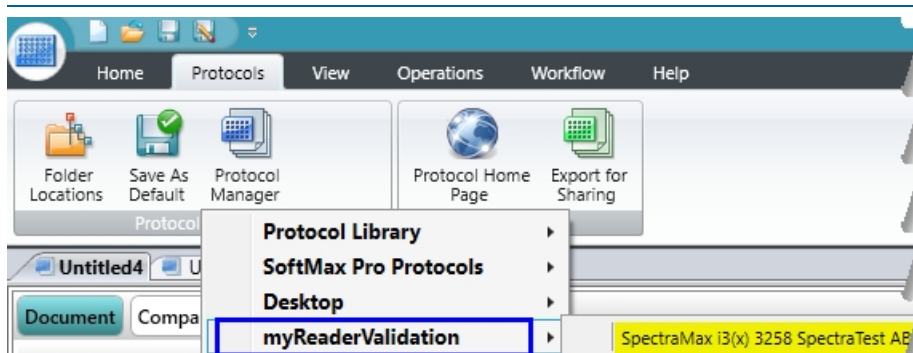 Home Protocols View Operations Workflow Help
Folder Locations
Save As Default
Protocol Manager
Protocol Home Page
Export for Sharing
Untitled4
Protocol Library
SoftMax Pro Protocols
Desktop
Document
myReaderValidation
SpectraMax i3(x) 3258 SpectraTest